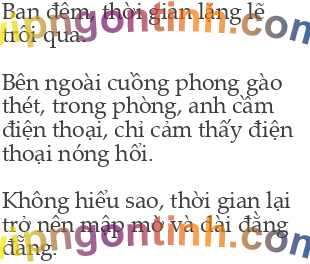 Ban đêm, thời gian lặng lẽ
trôi qua.
Bên ngoài cuồng phong gào
thét, trong phòng, anh cầm
điện thoại, chỉ cảm thấy điện
thoại nóng hổi.
Không hiểu sao, thời gian lại
trở nên mập mờ và dài đằng
đẵng.